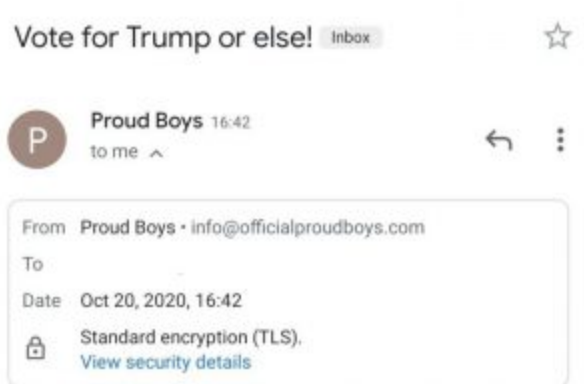 Vote for Trump or else! Inbox
Proud Boys 16:42
P
to me
From Proud Boys • info@officialproudboys.com
To
Date Oct 20, 2020, 16:42
Standard encryption (TLS).
View security details